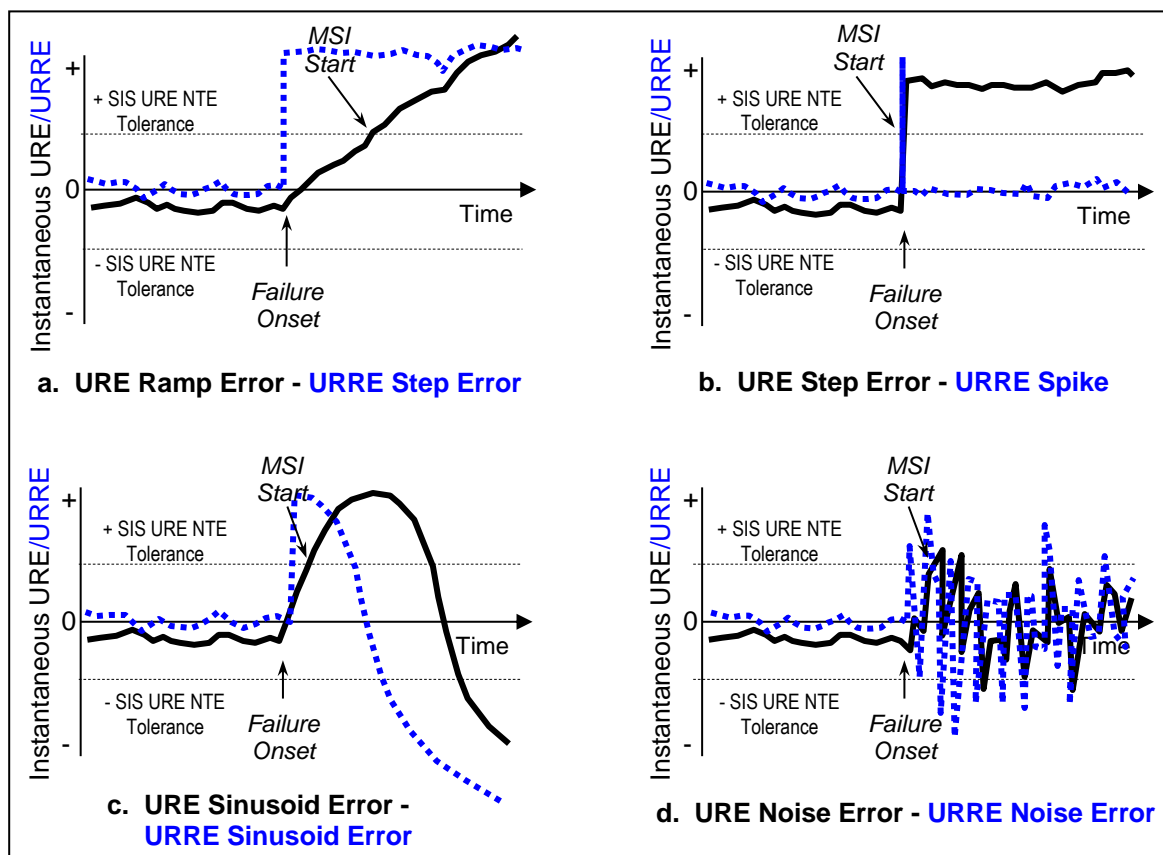 Instantaneous URE/URRE
+
0
-
+ SIS URE NTE
Tolerance
- SIS URE NTE
Tolerance
MSI
Start
Time
Failure
Onset
a. URE Ramp Error - URRE Step Error
Instantaneous URE/URRE
+
0
-
+ SIS URE NTE
Tolerance
- SIS URE NTE
Tolerance
MSI
Start
Time
Failure
Onset
b. URE Step Error - URRE Spike
Instantaneous URE/URRE
+
0
-
+ SIS URE NTE
Tolerance
- SIS URE NTE
Tolerance
MSI
Start
Time
Failure
Onset
c. URE Sinusoid Error -
URRE Sinusoid Error
Instantaneous URE/URRE
+
0
-
+ SIS URE NTE
Tolerance
- SIS URE NTE
Tolerance
MSI
Start
Time
Failure
Onset
d. URE Noise Error - URRE Noise Error